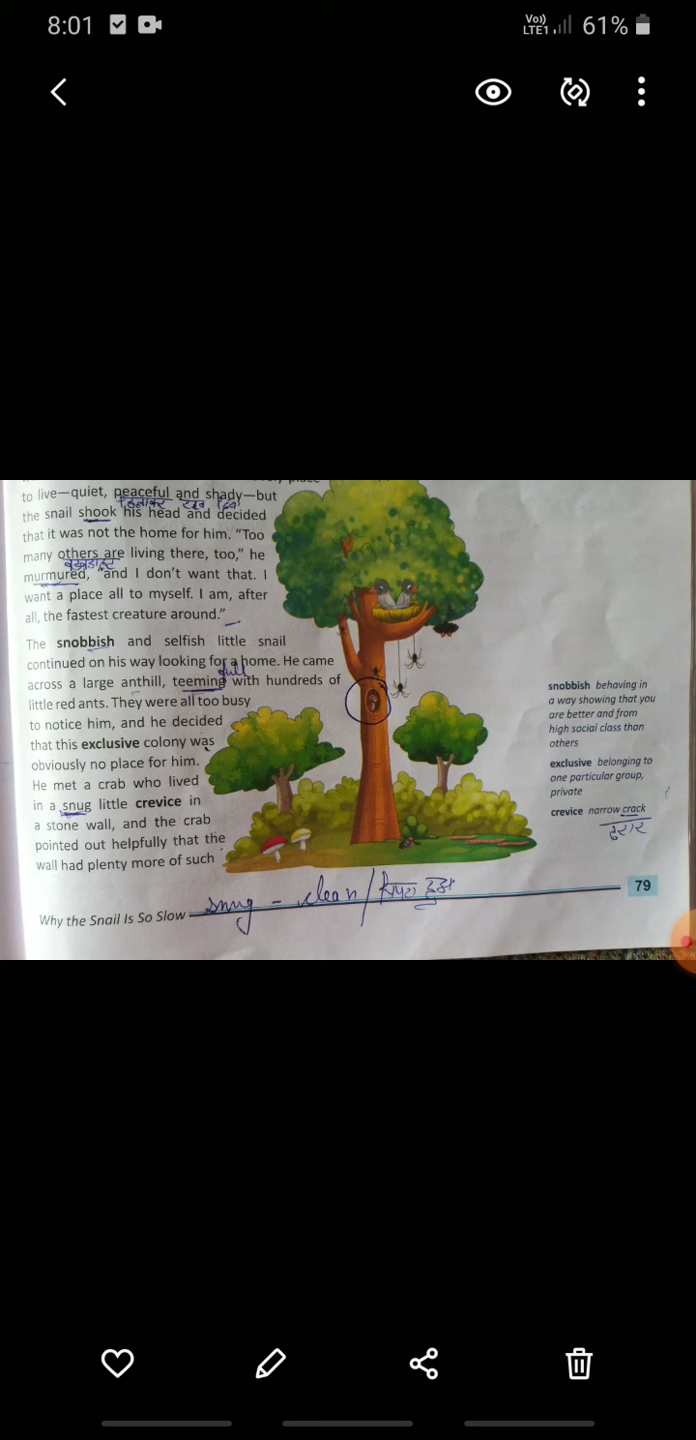 8:01
Vo))
LTE1
61%
place
to live—quiet, peaceful and shady—but
the snail shook his head and decided
that it was not the home for him. “Too
many others are living there, too,” he
murmured, “and I don’t want that. I
want a place all to myself. I am, after
all, the fastest creature around.”
The snobbish and selfish little snail
full
continued on his way looking for a home. He came
across a large anthill, teeming with hundreds of
little red ants. They were all too busy
to notice him, and he decided
that this exclusive colony was
obviously no place for him.
He met a crab who lived
in a snug little crevice in
a stone wall, and the crab
pointed out helpfully that the
wall had plenty more of such
snobbish behaving in
a way showing that you
are better and from
high social class than
others
exclusive belonging to
one particular group,
private
crevice narrow crack
दरार
79
Why the Snail Is So Slow
snug - clean/